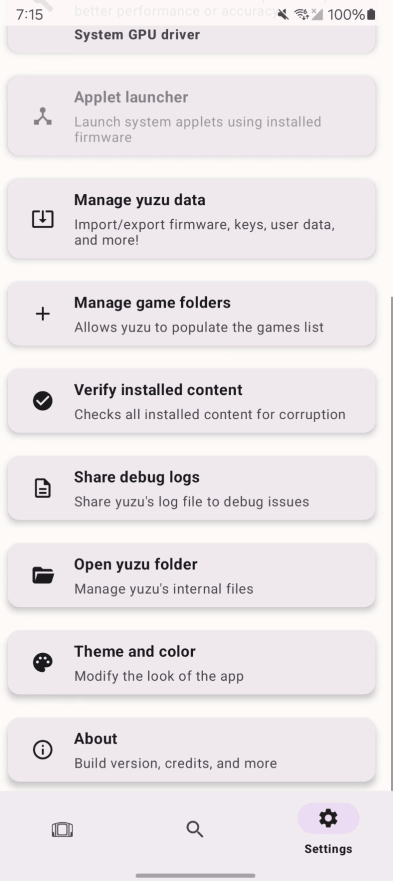 7:15
100%
better performance or accuracy
System GPU driver
Applet launcher
Launch system applets using installed
firmware
Manage yuzu data
Import/export firmware, keys, user data,
and more!
Manage game folders
Allows yuzu to populate the games list
Verify installed content
Checks all installed content for corruption
Share debug logs
Share yuzu's log file to debug issues
Open yuzu folder
Manage yuzu's internal files
Theme and color
Modify the look of the app
About
Build version, credits, and more
Settings